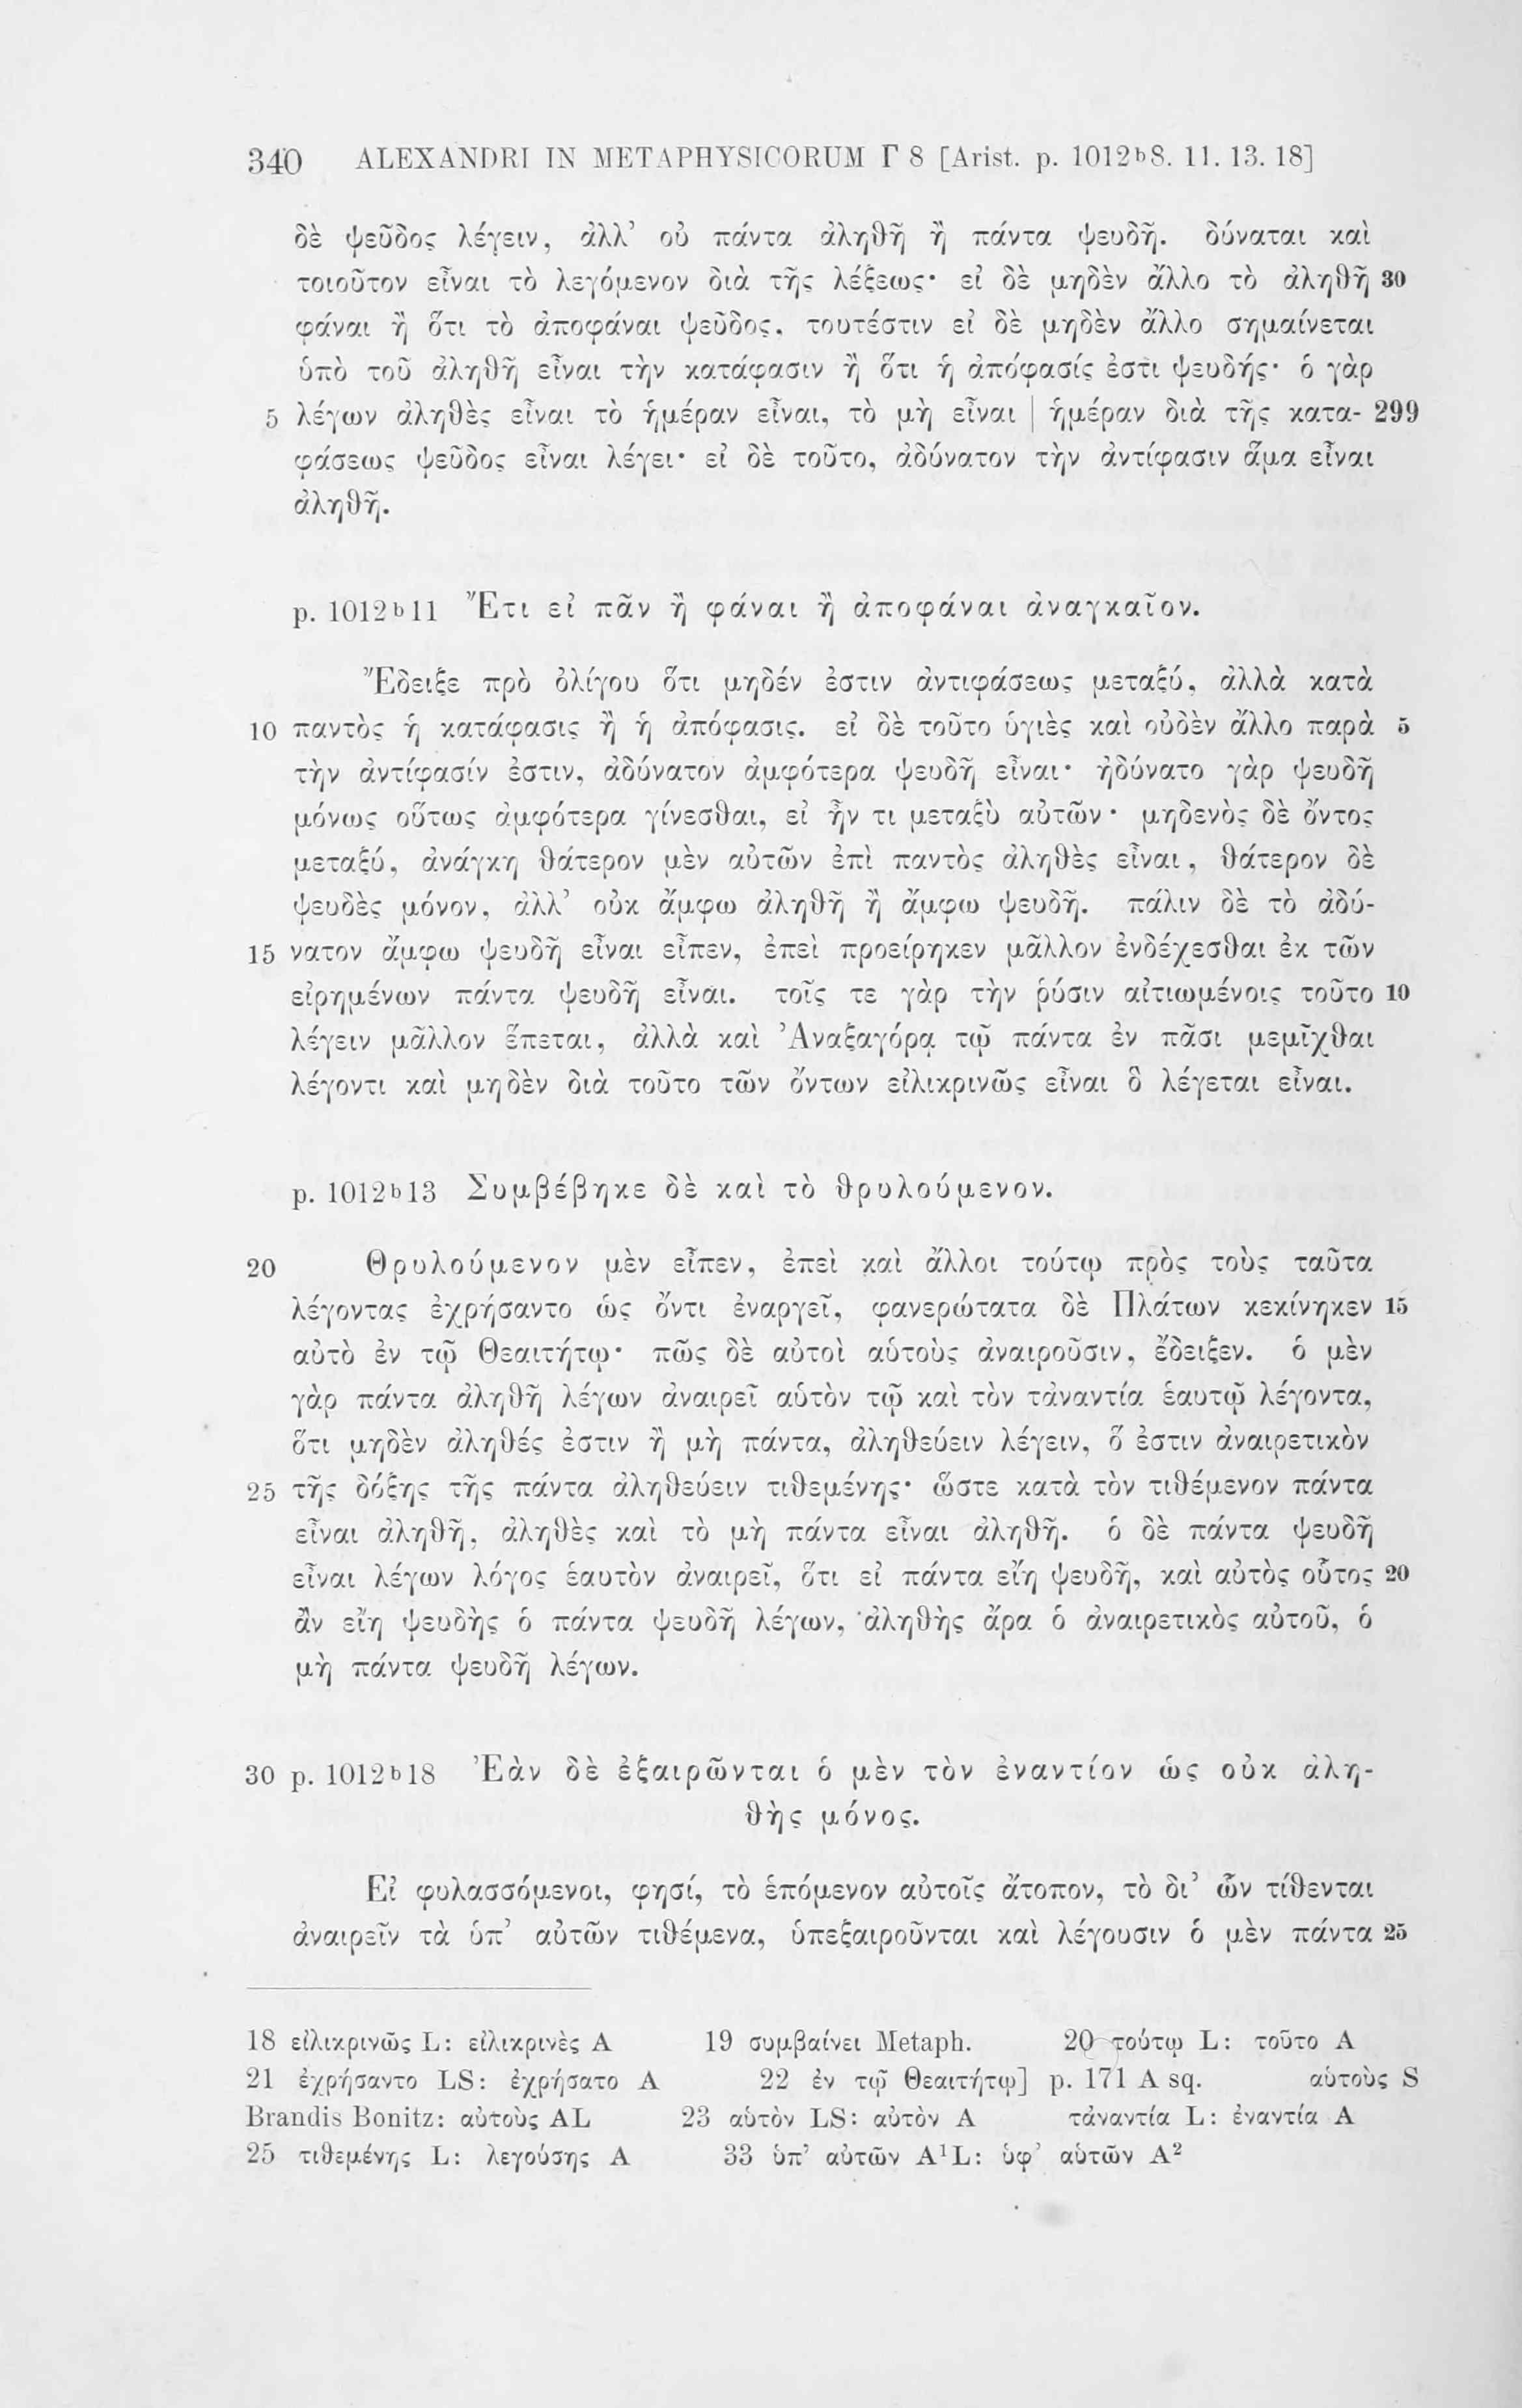 340 ALEXANDRI IN METAPHYSICORUM Γ 8 [Arist. p. 1012ᵇ8. 11. 13. 18]
δὲ ψεῦδος λέγειν, ἀλλ’ οὐ πάντα ἀληθῆ ἢ πάντα ψευδῆ. δύναται καὶ
τοιοῦτον εἶναι τὸ λεγόμενον διὰ τῆς λέξεως· εἰ δὲ μηδὲν ἄλλο τὸ ἀληθῆ 30
φάναι ἢ ὅτι τὸ ἀποφάναι ψεῦδος, τουτέστιν εἰ δὲ μηδὲν ἄλλο σημαίνεται
ὑπὸ τοῦ ἀληθῆ εἶναι τὴν κατάφασιν ἢ ὅτι ἡ ἀπόφασίς ἐστι ψευδής· ὁ γὰρ
5 λέγων ἀληθὲς εἶναι τὸ ἡμέραν εἶναι, τὸ μὴ εἶναι | ἡμέραν διὰ τῆς κατα- 299
φάσεως ψεῦδος εἶναι λέγει· εἰ δὲ τοῦτο, ἀδύνατον τὴν ἀντίφασιν ἅμα εἶναι
ἀληθῆ.
p. 1012ᵇ11 Ἔτι εἰ πᾶν ἢ φάναι ἢ ἀποφάναι ἀναγκαῖον.
Ἔδειξε πρὸ ὀλίγου ὅτι μηδέν ἐστιν ἀντιφάσεως μεταξύ, ἀλλὰ κατὰ
10 παντὸς ἡ κατάφασις ἢ ἡ ἀπόφασις. εἰ δὲ τοῦτο ὑγιὲς καὶ οὐδὲν ἄλλο παρὰ 5
τὴν ἀντίφασίν ἐστιν, ἀδύνατον ἀμφότερα ψευδῆ εἶναι· ἠδύνατο γὰρ ψευδῆ
μόνως οὕτως ἀμφότερα γίνεσθαι, εἰ ἦν τι μεταξὺ αὐτῶν· μηδενὸς δὲ ὄντος
μεταξύ, ἀνάγκη θάτερον μὲν αὐτῶν ἐπὶ παντὸς ἀληθὲς εἶναι, θάτερον δὲ
ψευδὲς μόνον, ἀλλ’ οὐκ ἄμφω ἀληθῆ ἢ ἄμφω ψευδῆ. πάλιν δὲ τὸ ἀδύ-
15 νατον ἄμφω ψευδῆ εἶναι εἶπεν, ἐπεὶ προείρηκεν μᾶλλον ἐνδέχεσθαι ἐκ τῶν
εἰρημένων πάντα ψευδῆ εἶναι. τοῖς τε γὰρ τὴν ῥύσιν αἰτιωμένοις τοῦτο 10
λέγειν μᾶλλον ἕπεται, ἀλλὰ καὶ Ἀναξαγόρᾳ τῷ πάντα ἐν πᾶσι μεμῖχθαι
λέγοντι καὶ μηδὲν διὰ τοῦτο τῶν ὄντων εἰλικρινῶς εἶναι ὃ λέγεται εἶναι.
p. 1012ᵇ13 Συμβέβηκε δὲ καὶ τὸ θρυλούμενον.
20 Θρυλούμενον μὲν εἶπεν, ἐπεὶ καὶ ἄλλοι τούτῳ πρὸς τοὺς ταῦτα
λέγοντας ἐχρήσαντο ὡς ὄντι ἐναργεῖ, φανερώτατα δὲ Πλάτων κεκίνηκεν 15
αὐτὸ ἐν τῷ Θεαιτήτῳ· πῶς δὲ αὐτοὶ αὑτοὺς ἀναιροῦσιν, ἔδειξεν. ὁ μὲν
γὰρ πάντα ἀληθῆ λέγων ἀναιρεῖ αὑτὸν τῷ καὶ τὸν τἀναντία ἑαυτῷ λέγοντα,
ὅτι μηδὲν ἀληθές ἐστιν ἢ μὴ πάντα, ἀληθεύειν λέγειν, ὅ ἐστιν ἀναιρετικὸν
25 τῆς δόξης τῆς πάντα ἀληθεύειν τιθεμένης· ὥστε κατὰ τὸν τιθέμενον πάντα
εἶναι ἀληθῆ, ἀληθὲς καὶ τὸ μὴ πάντα εἶναι ἀληθῆ. ὁ δὲ πάντα ψευδῆ
εἶναι λέγων λόγος ἑαυτὸν ἀναιρεῖ, ὅτι εἰ πάντα εἴη ψευδῆ, καὶ αὐτὸς οὗτος 20
ἂν εἴη ψευδὴς ὁ πάντα ψευδῆ λέγων, ἀληθὴς ἄρα ὁ ἀναιρετικὸς αὐτοῦ, ὁ
μὴ πάντα ψευδῆ λέγων.
30 p. 1012ᵇ18 Ἐὰν δὲ ἐξαιρῶνται ὁ μὲν τὸν ἐναντίον ὡς οὐκ ἀλη-
θὴς μόνος.
Εἰ φυλασσόμενοι, φησί, τὸ ἑπόμενον αὐτοῖς ἄτοπον, τὸ δι’ ὧν τίθενται
ἀναιρεῖν τὰ ὑπ’ αὐτῶν τιθέμενα, ὑπεξαιροῦνται καὶ λέγουσιν ὁ μὲν πάντα 25
18 εἰλικρινῶς L: εἰλικρινὲς A 19 συμβαίνει Metaph. 20 τούτῳ L: τοῦτο A
21 ἐχρήσαντο LS: ἐχρήσατο A 22 ἐν τῷ Θεαιτήτῳ] p. 171 A sq. αὑτοὺς S
Brandis Bonitz: αὐτοὺς AL 23 αὑτὸν LS: αὐτὸν A τἀναντία L: ἐναντία A
25 τιθεμένης L: λεγούσης A 33 ὑπ’ αὐτῶν A¹L: ὑφ’ αὑτῶν A²